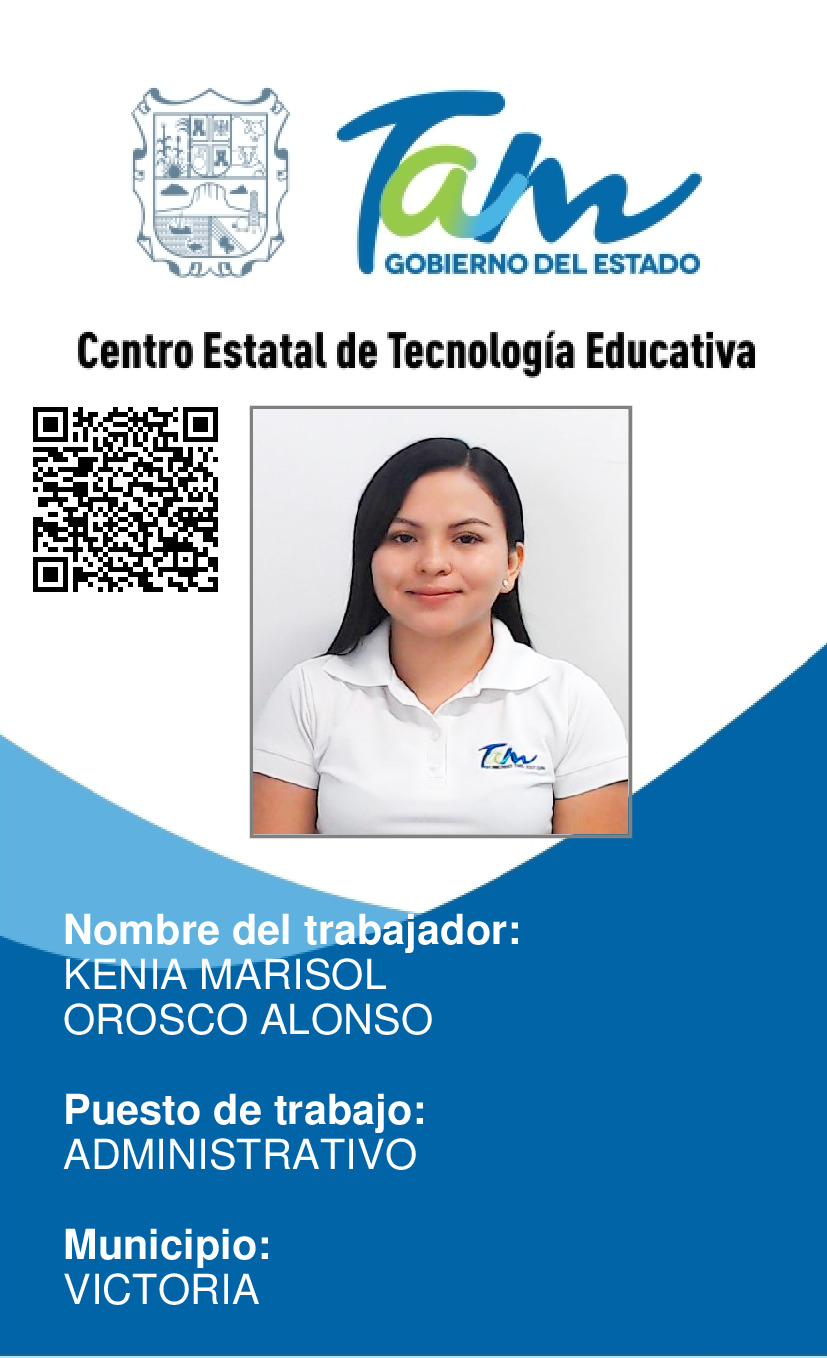 Tam
GOBIERNO DEL ESTADO
Centro Estatal de Tecnología Educativa
Tam
Nombre del trabajador:
KENIA MARISOL
OROSCO ALONSO
Puesto de trabajo:
ADMINISTRATIVO
Municipio:
VICTORIA